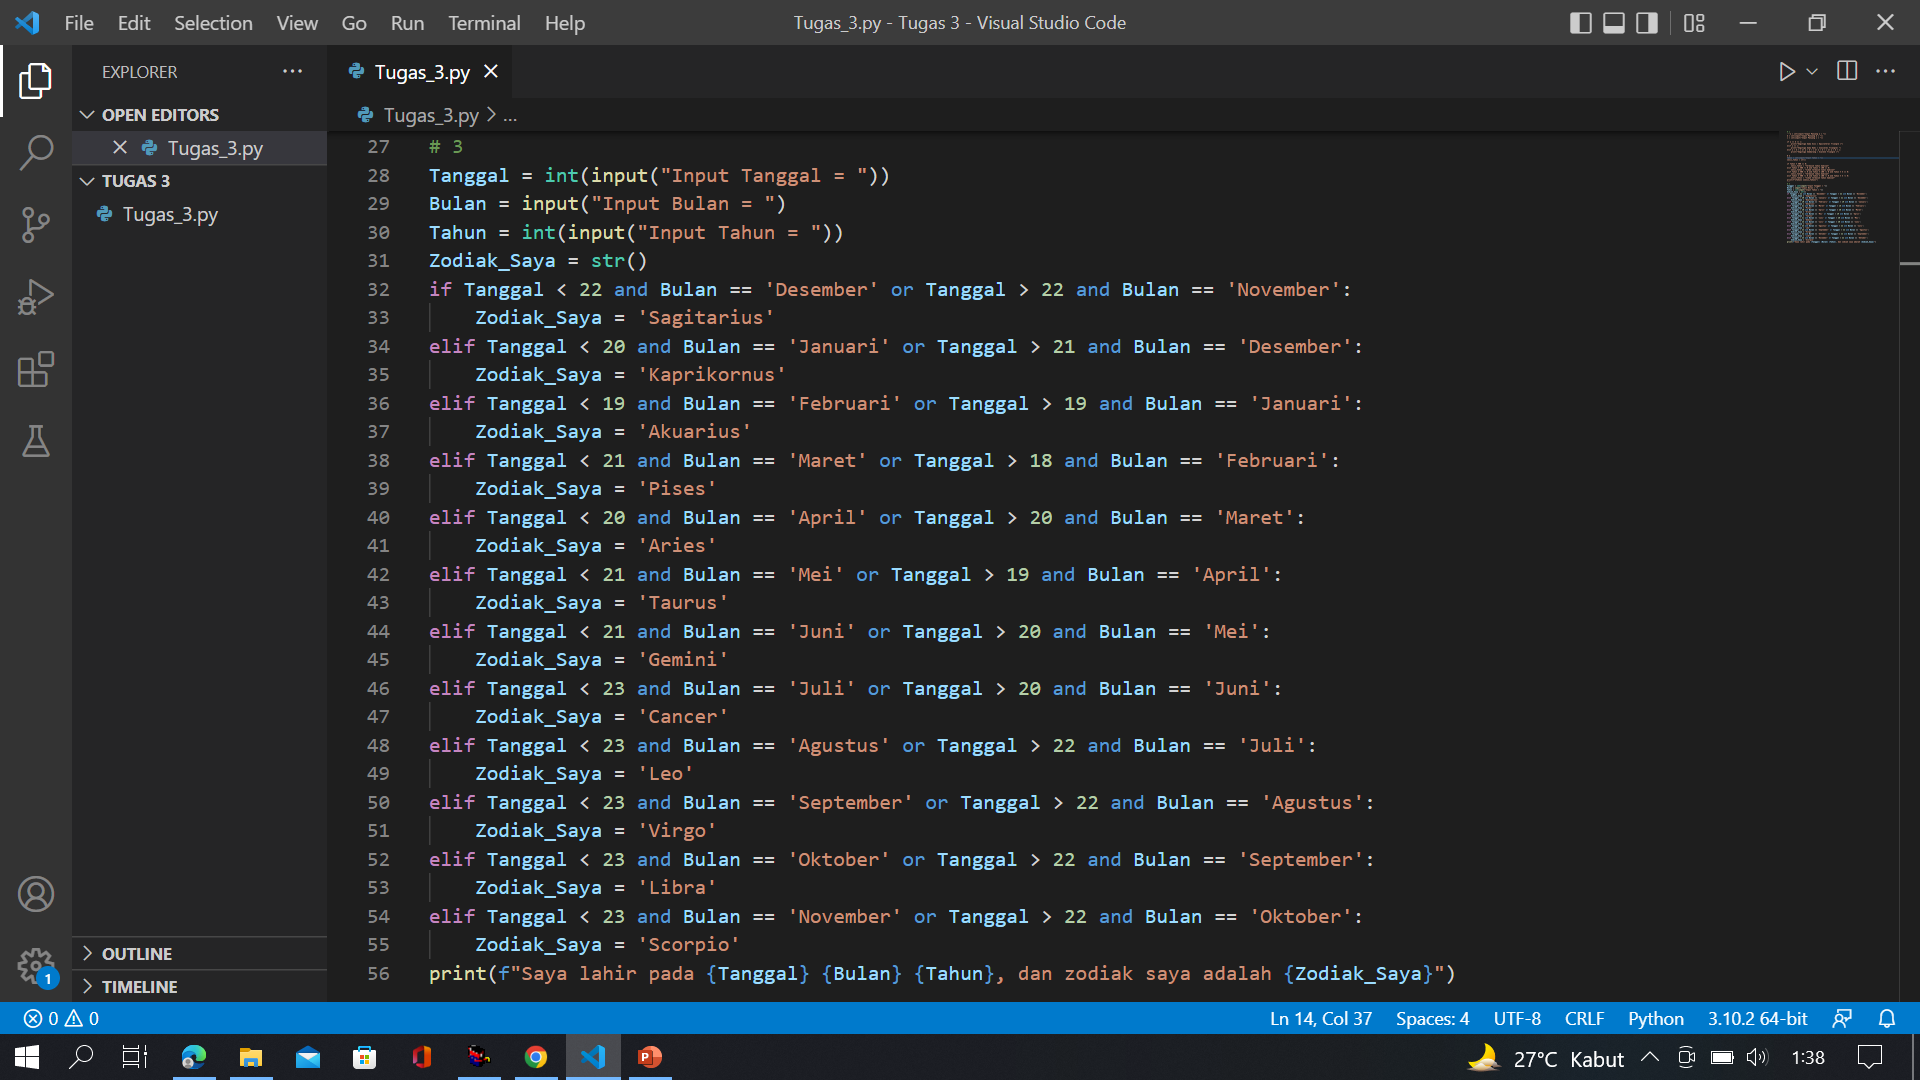 File Edit Selection View Go Run Terminal Help Tugas_3.py - Tugas 3 - Visual Studio Code
EXPLORER
OPEN EDITORS
Tugas_3.py
TUGAS 3
Tugas_3.py
OUTLINE
TIMELINE
1
Tugas_3.py
Tugas_3.py > ...
27 # 3
28 Tanggal = int(input("Input Tanggal = "))
29 Bulan = input("Input Bulan = ")
30 Tahun = int(input("Input Tahun = "))
31 Zodiak_Saya = str()
32 if Tanggal < 22 and Bulan == 'Desember' or Tanggal > 22 and Bulan == 'November':
33     Zodiak_Saya = 'Sagitarius'
34 elif Tanggal < 20 and Bulan == 'Januari' or Tanggal > 21 and Bulan == 'Desember':
35     Zodiak_Saya = 'Kaprikornus'
36 elif Tanggal < 19 and Bulan == 'Februari' or Tanggal > 19 and Bulan == 'Januari':
37     Zodiak_Saya = 'Akuarius'
38 elif Tanggal < 21 and Bulan == 'Maret' or Tanggal > 18 and Bulan == 'Februari':
39     Zodiak_Saya = 'Pises'
40 elif Tanggal < 20 and Bulan == 'April' or Tanggal > 20 and Bulan == 'Maret':
41     Zodiak_Saya = 'Aries'
42 elif Tanggal < 21 and Bulan == 'Mei' or Tanggal > 19 and Bulan == 'April':
43     Zodiak_Saya = 'Taurus'
44 elif Tanggal < 21 and Bulan == 'Juni' or Tanggal > 20 and Bulan == 'Mei':
45     Zodiak_Saya = 'Gemini'
46 elif Tanggal < 23 and Bulan == 'Juli' or Tanggal > 20 and Bulan == 'Juni':
47     Zodiak_Saya = 'Cancer'
48 elif Tanggal < 23 and Bulan == 'Agustus' or Tanggal > 22 and Bulan == 'Juli':
49     Zodiak_Saya = 'Leo'
50 elif Tanggal < 23 and Bulan == 'September' or Tanggal > 22 and Bulan == 'Agustus':
51     Zodiak_Saya = 'Virgo'
52 elif Tanggal < 23 and Bulan == 'Oktober' or Tanggal > 22 and Bulan == 'September':
53     Zodiak_Saya = 'Libra'
54 elif Tanggal < 23 and Bulan == 'November' or Tanggal > 22 and Bulan == 'Oktober':
55     Zodiak_Saya = 'Scorpio'
56 print(f"Saya lahir pada {Tanggal} {Bulan} {Tahun}, dan zodiak saya adalah {Zodiak_Saya}")
0 0 Ln 14, Col 37 Spaces: 4 UTF-8 CRLF Python 3.10.2 64-bit
27°C Kabut 1:38